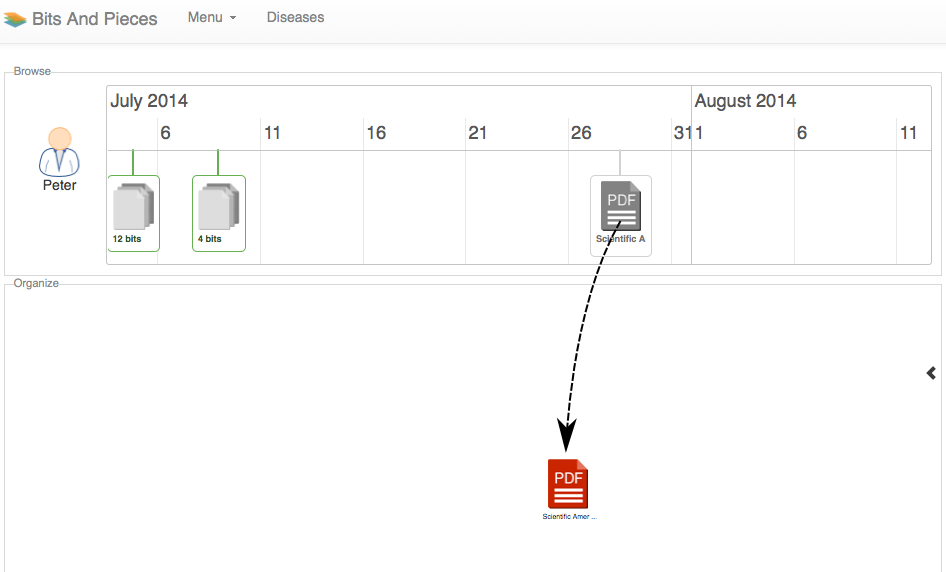 Bits And Pieces Menu Diseases
Browse
July 2014 August 2014
6 11 16 21 26 31 1 6 11
Peter
PDF
12 bits 4 bits Scientific A
Organize
PDF
Scientific Amer ...